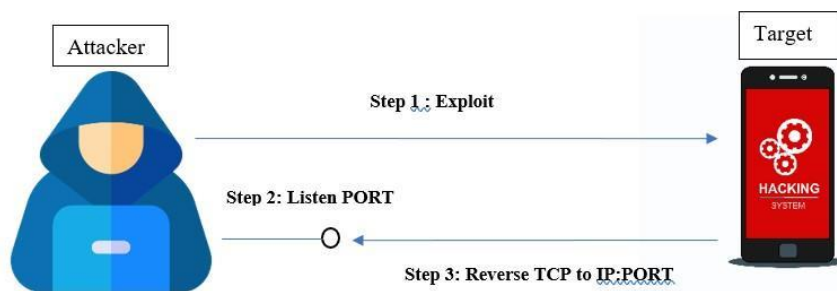 Attacker
Target
Step 1 : Exploit
HACKING
SYSTEM
Step 2: Listen PORT
Step 3: Reverse TCP to IP:PORT